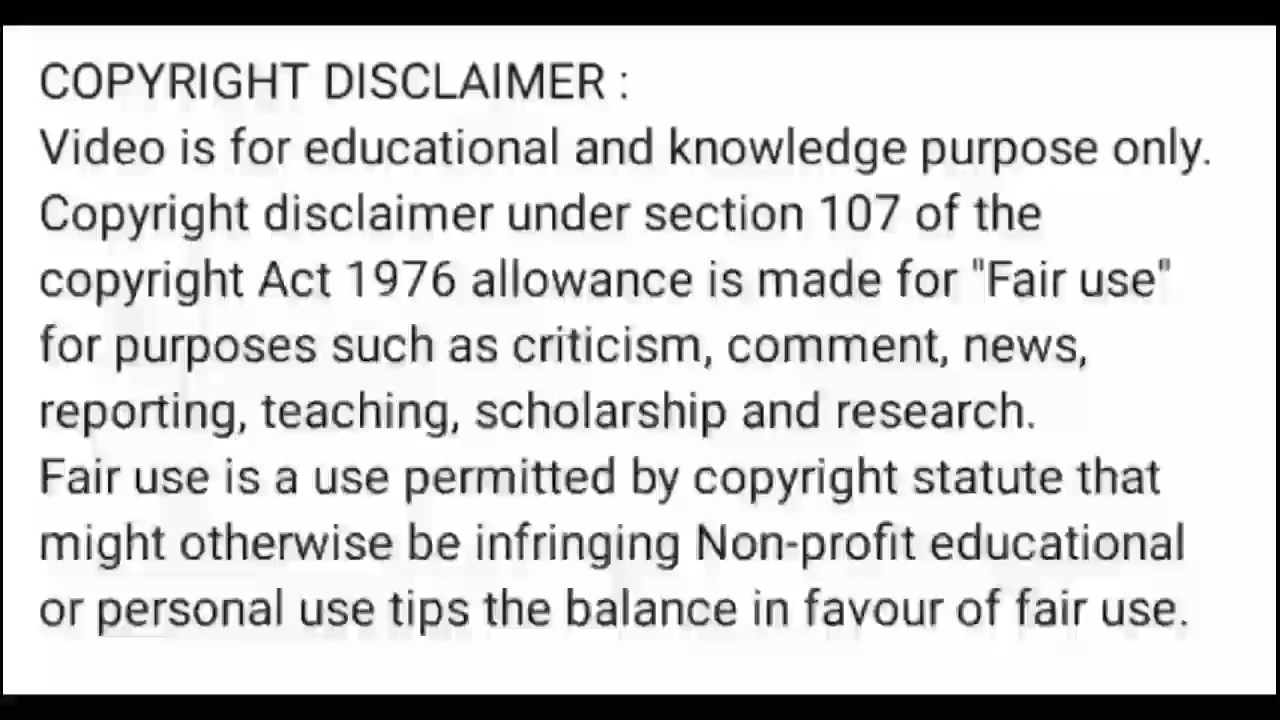 COPYRIGHT DISCLAIMER :
Video is for educational and knowledge purpose only.
Copyright disclaimer under section 107 of the
copyright Act 1976 allowance is made for "Fair use"
for purposes such as criticism, comment, news,
reporting, teaching, scholarship and research.
Fair use is a use permitted by copyright statute that
might otherwise be infringing Non-profit educational
or personal use tips the balance in favour of fair use.